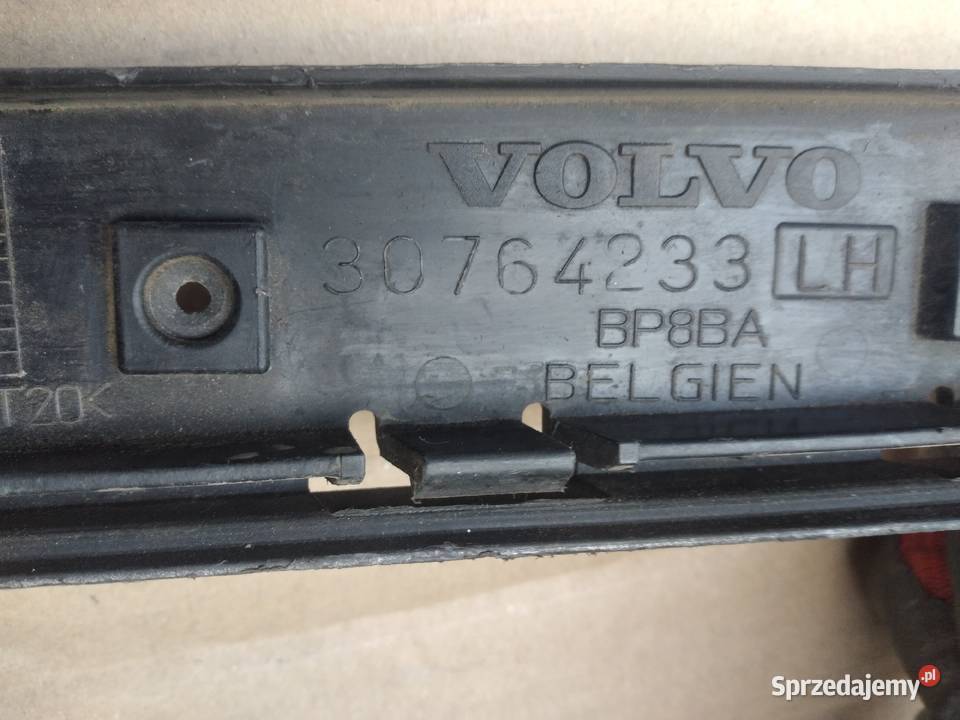 VOLVO
30764233 LH
BP8BA
BELGIEN
T20K
Sprzedajemy.pl